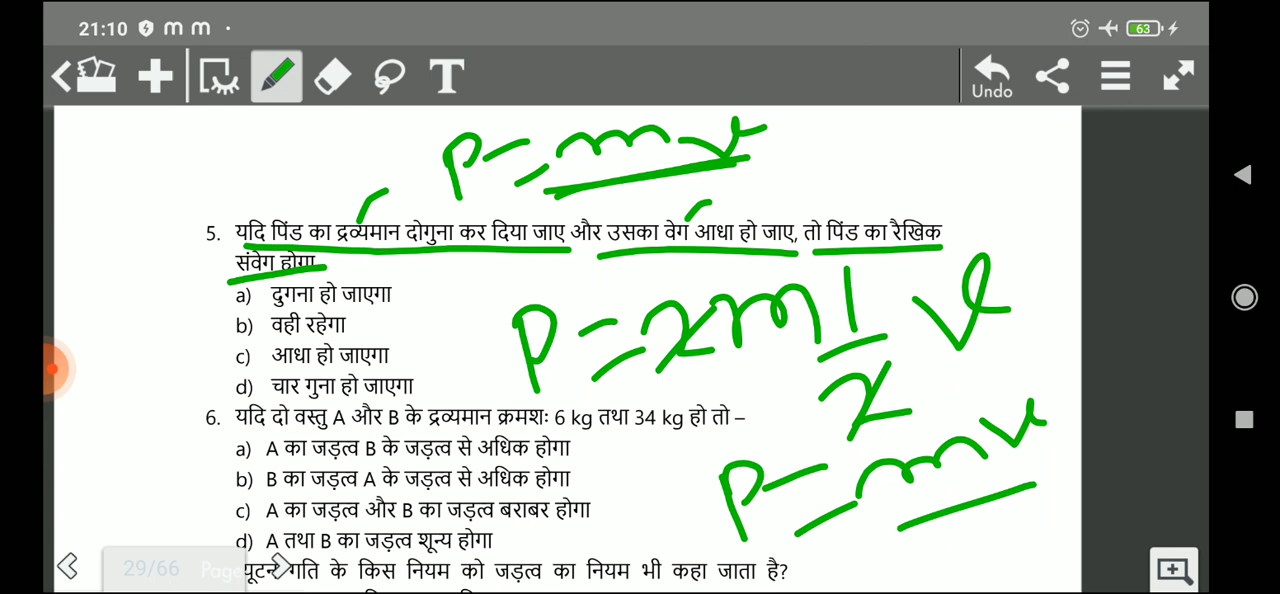 21:10 m m 63
T Undo
P = mv
5. यदि पिंड का द्रव्यमान दोगुना कर दिया जाए और उसका वेग आधा हो जाए, तो पिंड का रैखिक
संवेग होगा
a) दुगना हो जाएगा
b) वही रहेगा
c) आधा हो जाएगा
d) चार गुना हो जाएगा
P = 2m 1/2 v
6. यदि दो वस्तु A और B के द्रव्यमान क्रमशः 6 kg तथा 34 kg हो तो –
a) A का जड़त्व B के जड़त्व से अधिक होगा
b) B का जड़त्व A के जड़त्व से अधिक होगा
c) A का जड़त्व और B का जड़त्व बराबर होगा
d) A तथा B का जड़त्व शून्य होगा
P = mv
29/66 Page
गति के किस नियम को जड़त्व का नियम भी कहा जाता है?